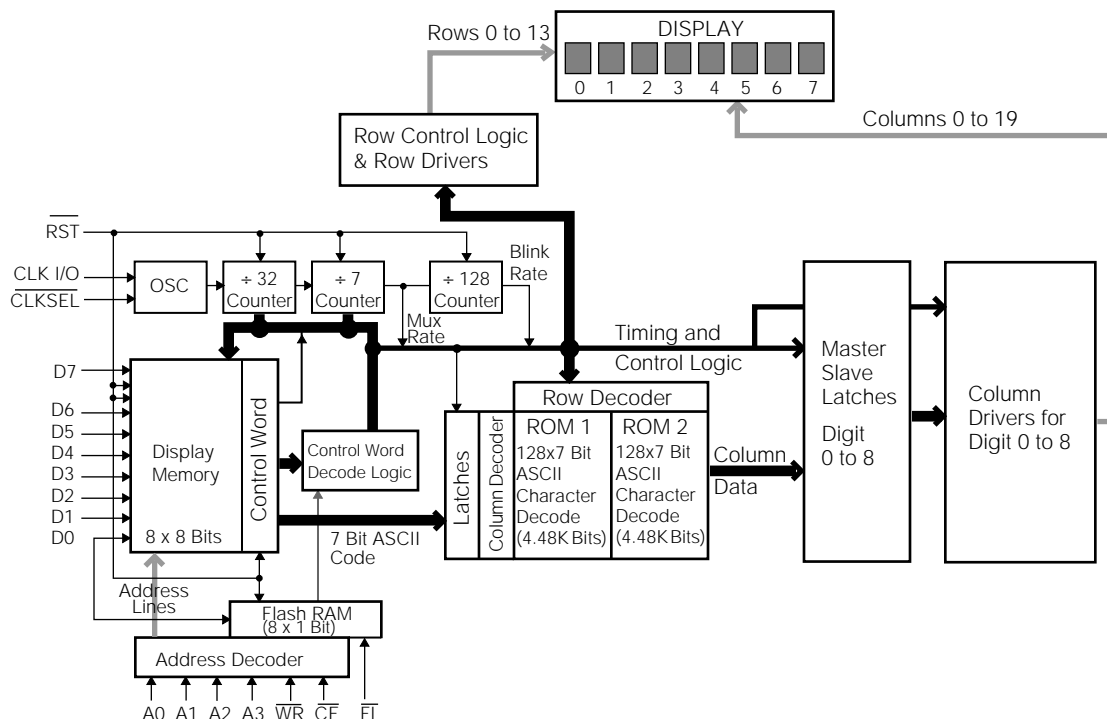 Rows 0 to 13
DISPLAY
0 1 2 3 4 5 6 7
Columns 0 to 19
Row Control Logic
& Row Drivers
RST
CLK I/O
CLKSEL
OSC
÷ 32
Counter
÷ 7
Counter
÷ 128
Counter
Blink
Rate
Mux
Rate
Timing and
Control Logic
D7
D6
D5
D4
D3
D2
D1
D0
Display
Memory
8 x 8 Bits
Control Word
Control Word
Decode Logic
7 Bit ASCII
Code
Latches
Column Decoder
Row Decoder
ROM 1
128x7 Bit
ASCII
Character
Decode
(4.48K Bits)
ROM 2
128x7 Bit
ASCII
Character
Decode
(4.48K Bits)
Column
Data
Master
Slave
Latches
Digit
0 to 8
Column
Drivers for
Digit 0 to 8
Address
Lines
Flash RAM
(8 x 1 Bit)
Address Decoder
A0 A1 A2 A3 WR CE FL